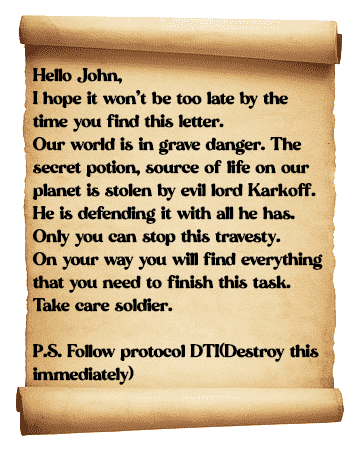 Hello John,
I hope it won't be too late by the
time you find this letter.
Our world is in grave danger. The
secret potion, source of life on our
planet is stolen by evil lord Karkoff.
He is defending it with all he has.
Only you can stop this travesty.
On your way you will find everything
that you need to finish this task.
Take care soldier.

P.S. Follow protocol DTI(Destroy this
immediately)